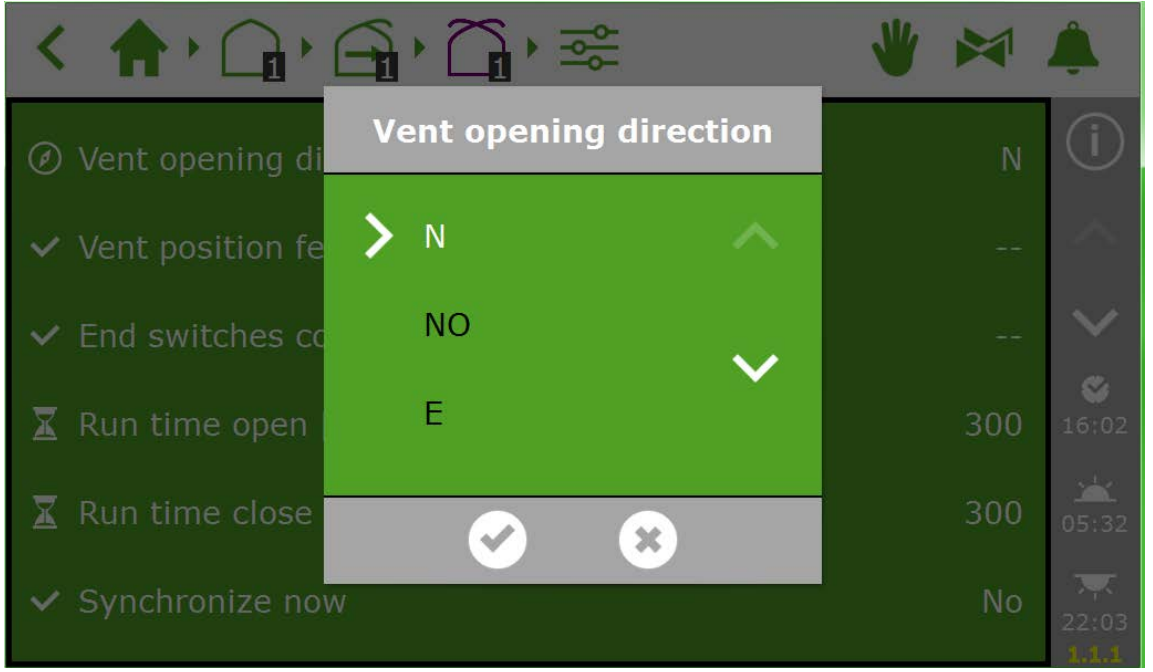 1 1 1
Vent opening direction
Vent opening di N
N
Vent position fe --
NO
End switches co --
E
Run time open 300
16:02
Run time close 300
05:32
Synchronize now No
22:03
1.1.1